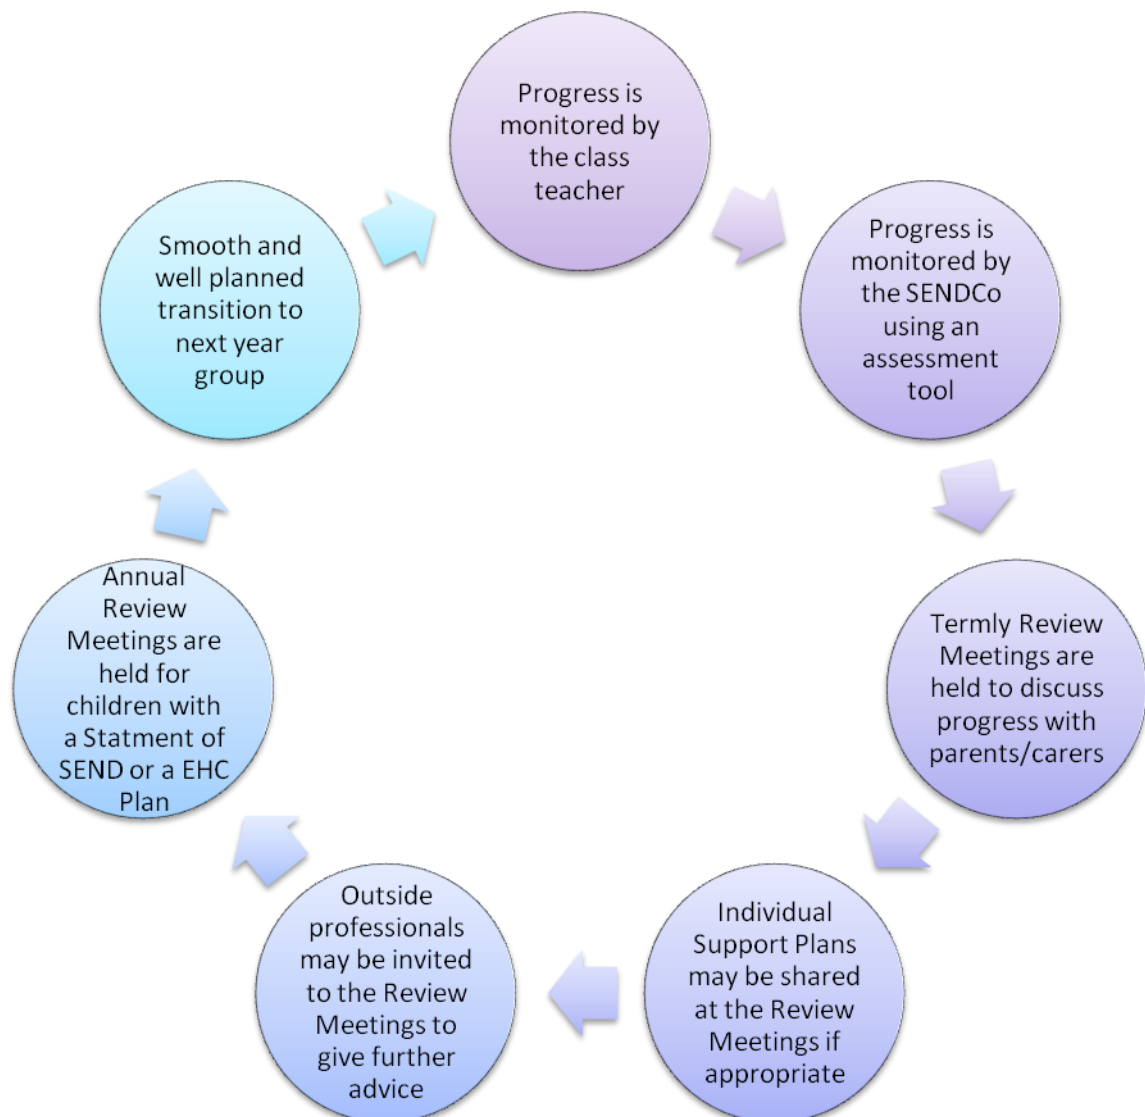 Progress is
monitored by
the class
teacher
Progress is
monitored by
the SENDCo
using an
assessment
tool
Termly Review
Meetings are
held to discuss
progress with
parents/carers
Individual
Support Plans
may be shared
at the Review
Meetings if
appropriate
Outside
professionals
may be invited
to the Review
Meetings to
give further
advice
Annual
Review
Meetings are
held for
children with
a Statment of
SEND or a EHC
Plan
Smooth and
well planned
transition to
next year
group